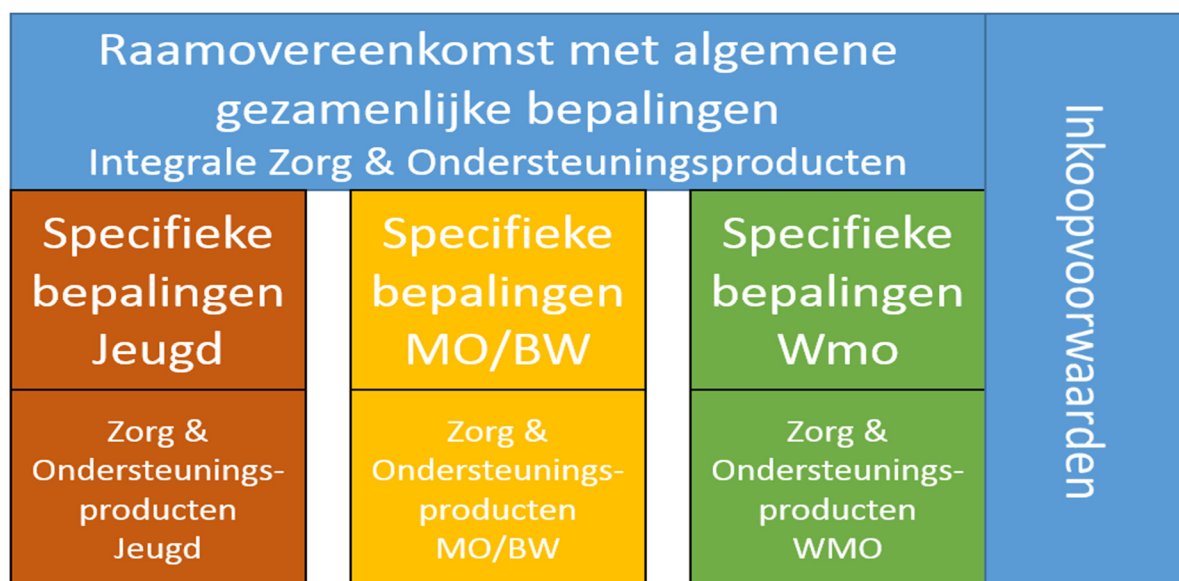 Raamovereenkomst met algemene
gezamenlijke bepalingen
Integrale Zorg & Ondersteuningsproducten
Specifieke
bepalingen
Jeugd
Zorg &
Ondersteunings-
producten
Jeugd
Specifieke
bepalingen
MO/BW
Zorg &
Ondersteunings-
producten
MO/BW
Specifieke
bepalingen
Wmo
Zorg &
Ondersteunings-
producten
WMO
Inkoopvoorwaarden